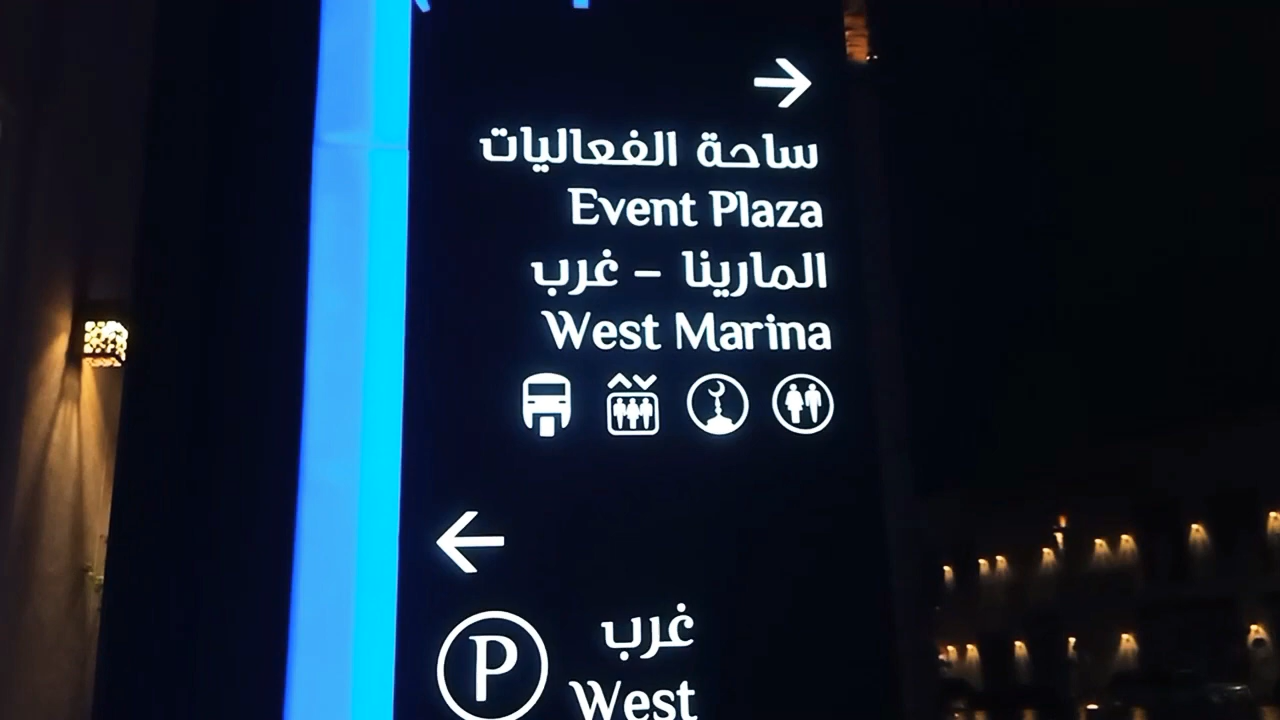 ساحة الفعاليات
Event Plaza
المارينا – غرب
West Marina
P
غرب
West